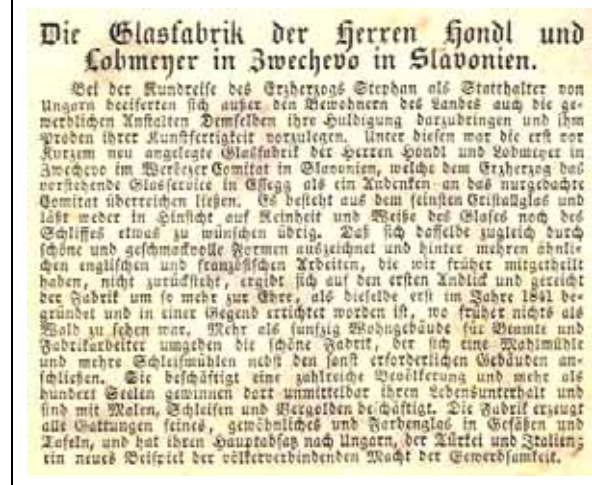 Die Glasfabrik der Herren Hondl und
Lobmeyer in Zwechevo in Slavonien.
Bei der Rundreise des Erzherzogs Stephan als Statthalter von
Ungarn beeiferten sich außer den Bewohnern des Landes auch die ge-
werblichen Anstalten Demselben ihre Huldigung darzubringen und ihm
Proben ihrer Kunstfertigkeit vorzulegen. Unter diesen war die erst vor
Kurzem neu angelegte Glasfabrik der Herren Hondl und Lobmeyer in
Zwechevo im Werbezer Comitat in Slavonien, welche dem Erzherzog das
vorstehende Glasservice in Essegg als ein Andenken an das nurgedachte
Comitat überreichen ließen. Es besteht aus dem feinsten Cristallglas und
läßt weder in Hinsicht auf Reinheit und Weiße des Glases noch des
Schliffes etwas zu wünschen übrig. Daß sich dasselbe zugleich durch
schöne und geschmackvolle Formen auszeichnet und hinter mehren ähnli-
chen englischen und französischen Arbeiten, die wir früher mitgetheilt
haben, nicht zurücksteht, ergibt sich auf den ersten Anblick und gereicht
der Fabrik um so mehr zur Ehre, als dieselbe erst im Jahre 1841 be-
gründet und in einer Gegend errichtet worden ist, wo früher nichts als
Wald zu sehen war. Mehr als funfzig Wohngebäude für Beamte und
Fabrikarbeiter umgeben die schöne Fabrik, der sich eine Mahlmühle
und mehre Schleifmühlen nebst den sonst erforderlichen Gebäuden an-
schließen. Sie beschäftigt eine zahlreiche Bevölkerung und mehr als
hundert Seelen gewinnen dort unmittelbar ihren Lebensunterhalt und
sind mit Malen, Schleifen und Vergolden beschäftigt. Die Fabrik erzeugt
alle Gattungen feines, gewöhnliches und Farbenglas in Gefäßen und
Tafeln, und hat ihren Hauptabsatz nach Ungarn, der Türkei und Italien;
ein neues Beispiel der völkerverbindenden Macht der Gewerbsamkeit.